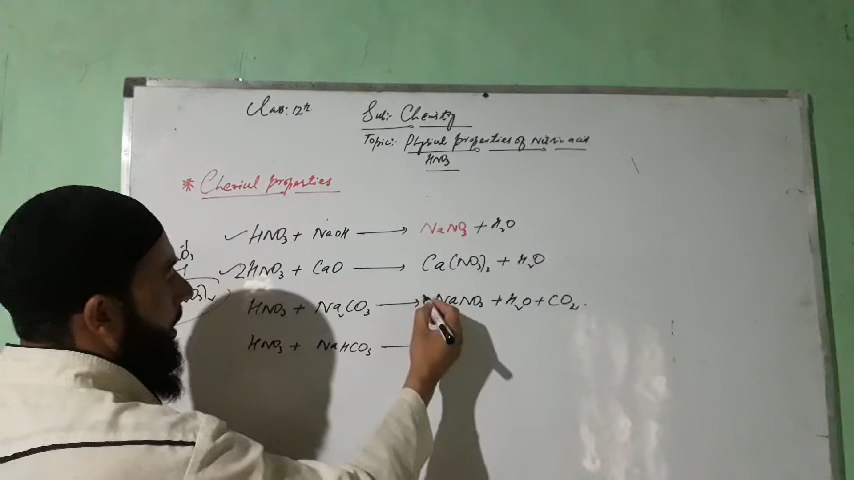 Class: 12th
Sub: Chemistry
Topic: Physical properties of Nitric acid
HNO₃
* Chemical properties
✓ HNO₃ + NaOH → NaNO₃ + H₂O
✓ 2HNO₃ + CaO → Ca(NO₃)₂ + H₂O
HNO₃ + Na₂CO₃ → NaNO₃ + H₂O + CO₂.
HNO₃ + NaHCO₃ —